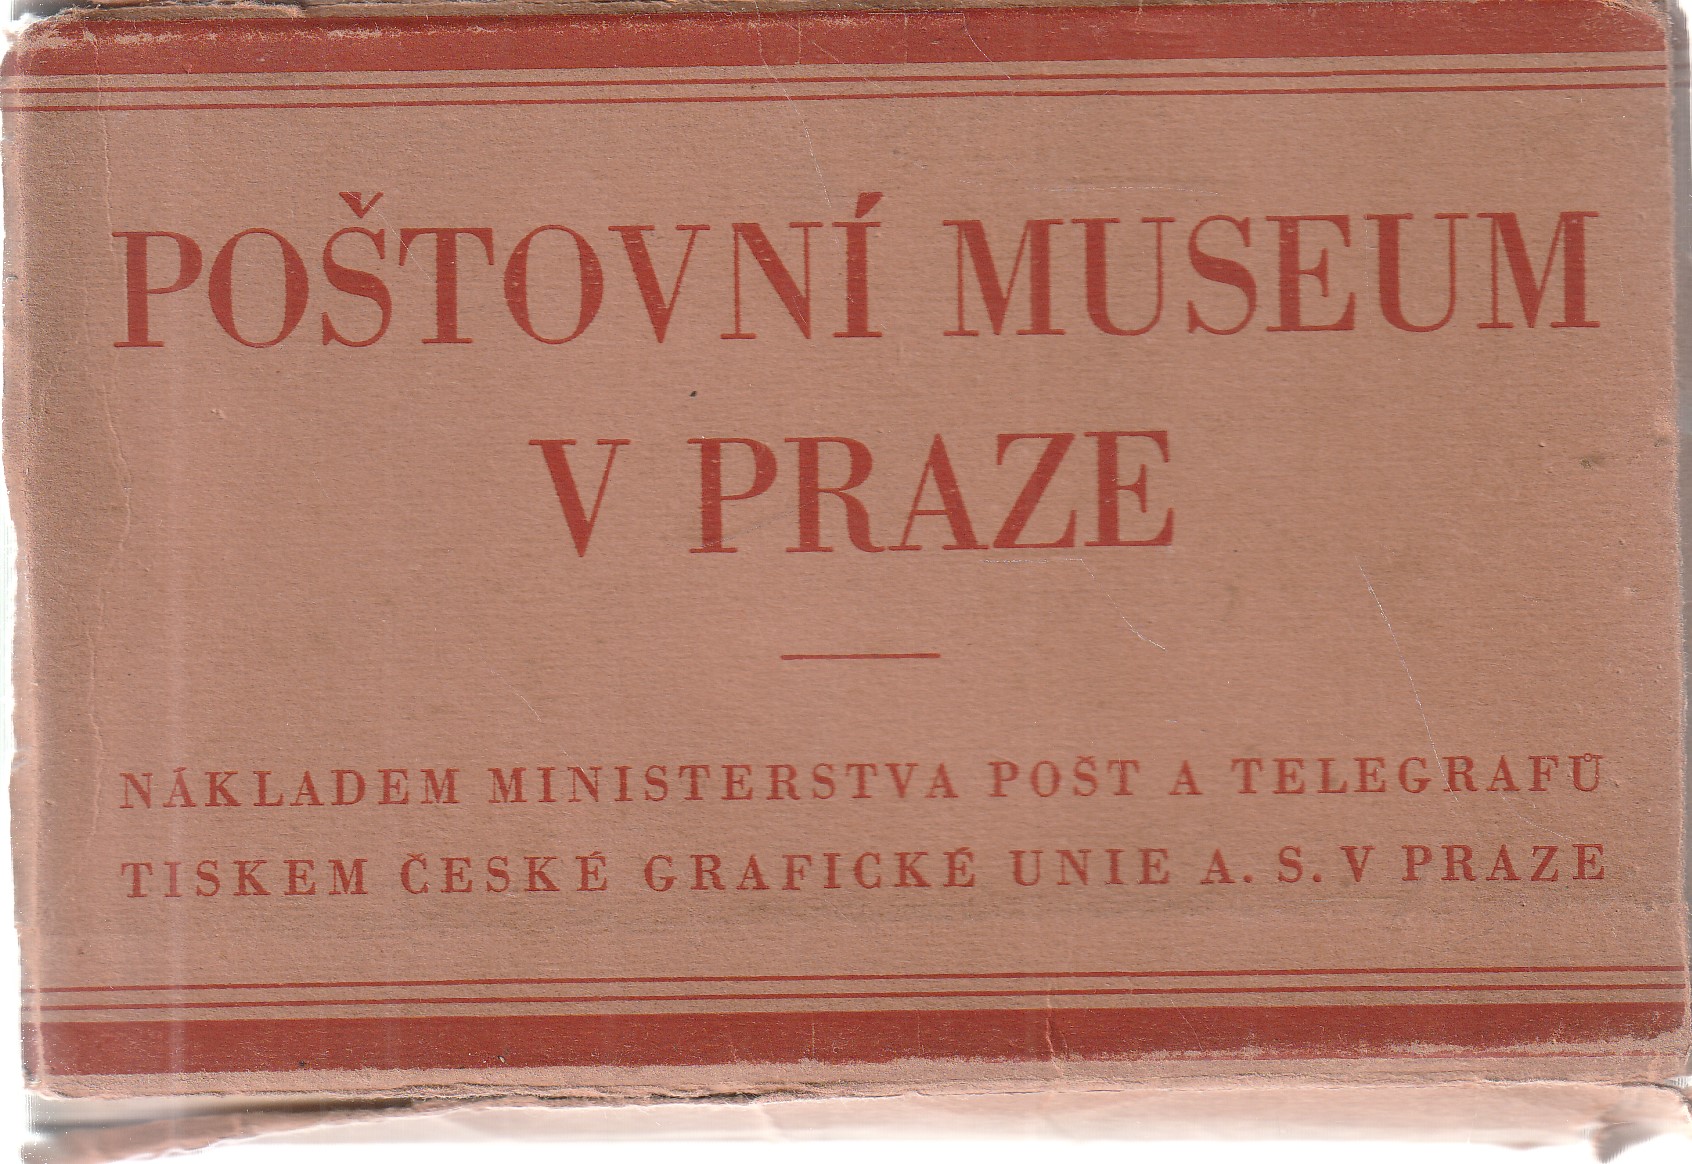 POŠTOVNÍ MUSEUM
V PRAZE
NÁKLADEM MINISTERSTVA POŠT A TELEGRAFŮ
TISKEM ČESKÉ GRAFICKÉ UNIE A. S. V PRAZE